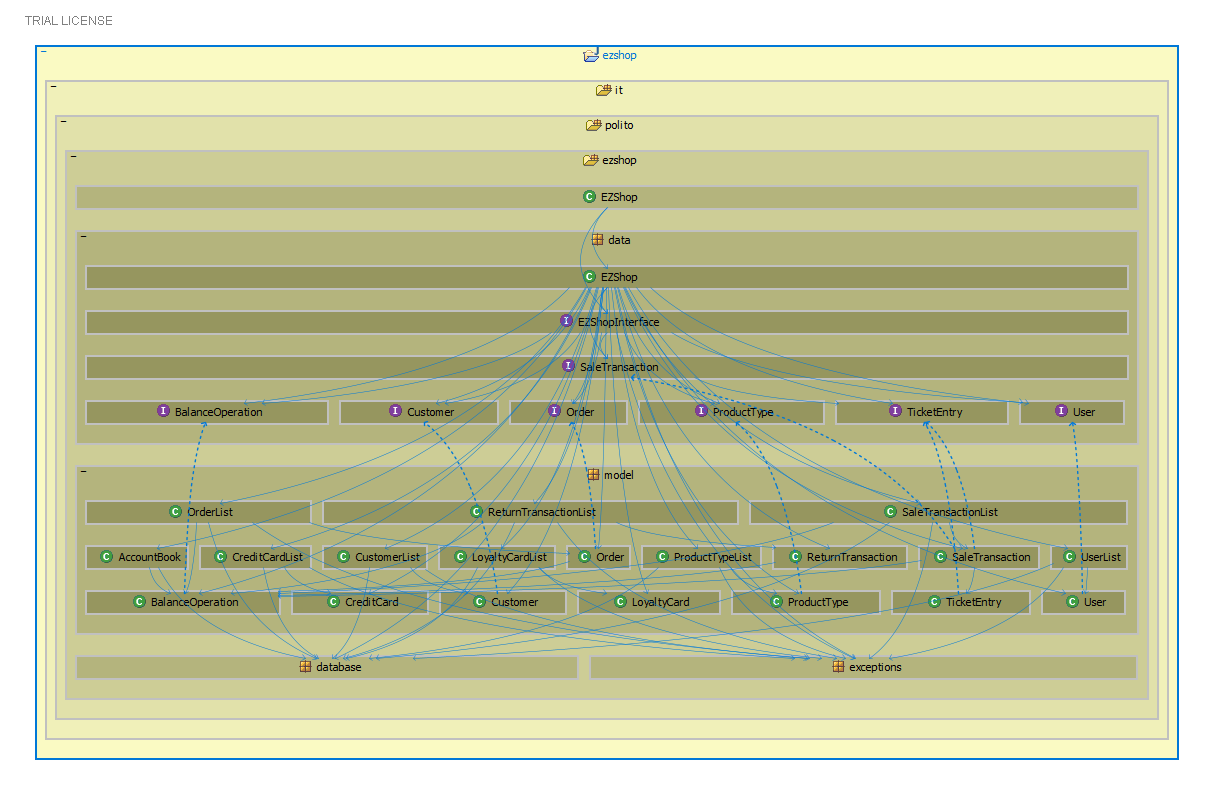 TRIAL LICENSE
ezshop
it
polito
ezshop
C EZShop
data
C EZShop
I EZShopInterface
I SaleTransaction
I BalanceOperation I Customer I Order I ProductType I TicketEntry I User
model
C OrderList C ReturnTransactionList C SaleTransactionList
C AccountBook C CreditCardList C CustomerList C LoyaltyCardList C Order C ProductTypeList C ReturnTransaction C SaleTransaction C UserList
C BalanceOperation C CreditCard C Customer C LoyaltyCard C ProductType C TicketEntry C User
database exceptions